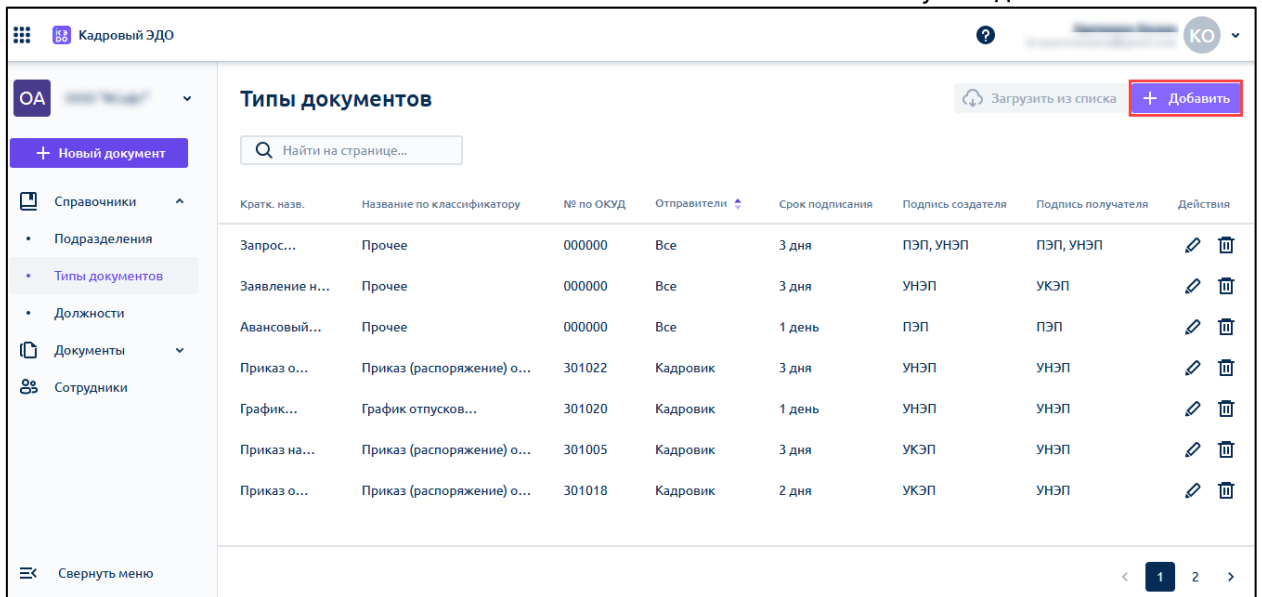 Кадровый ЭДО
KO
OA
Типы документов
Загрузить из списка
+ Добавить
+ Новый документ
Найти на странице...
Справочники
Кратк. назв. Название по классификатору № по ОКУД Отправители Срок подписания Подпись создателя Подпись получателя Действия
• Подразделения
Запрос... Прочее 000000 Все 3 дня ПЭП, УНЭП ПЭП, УНЭП
• Типы документов
Заявление н... Прочее 000000 Все 3 дня УНЭП УКЭП
• Должности
Авансовый... Прочее 000000 Все 1 день ПЭП ПЭП
Документы
Приказ о... Приказ (распоряжение) о... 301022 Кадровик 3 дня УНЭП УНЭП
Сотрудники
График... График отпусков... 301020 Кадровик 1 день УНЭП УНЭП
Приказ на... Приказ (распоряжение) о... 301005 Кадровик 3 дня УКЭП УНЭП
Приказ о... Приказ (распоряжение) о... 301018 Кадровик 2 дня УКЭП УНЭП
Свернуть меню
< 1 2 >